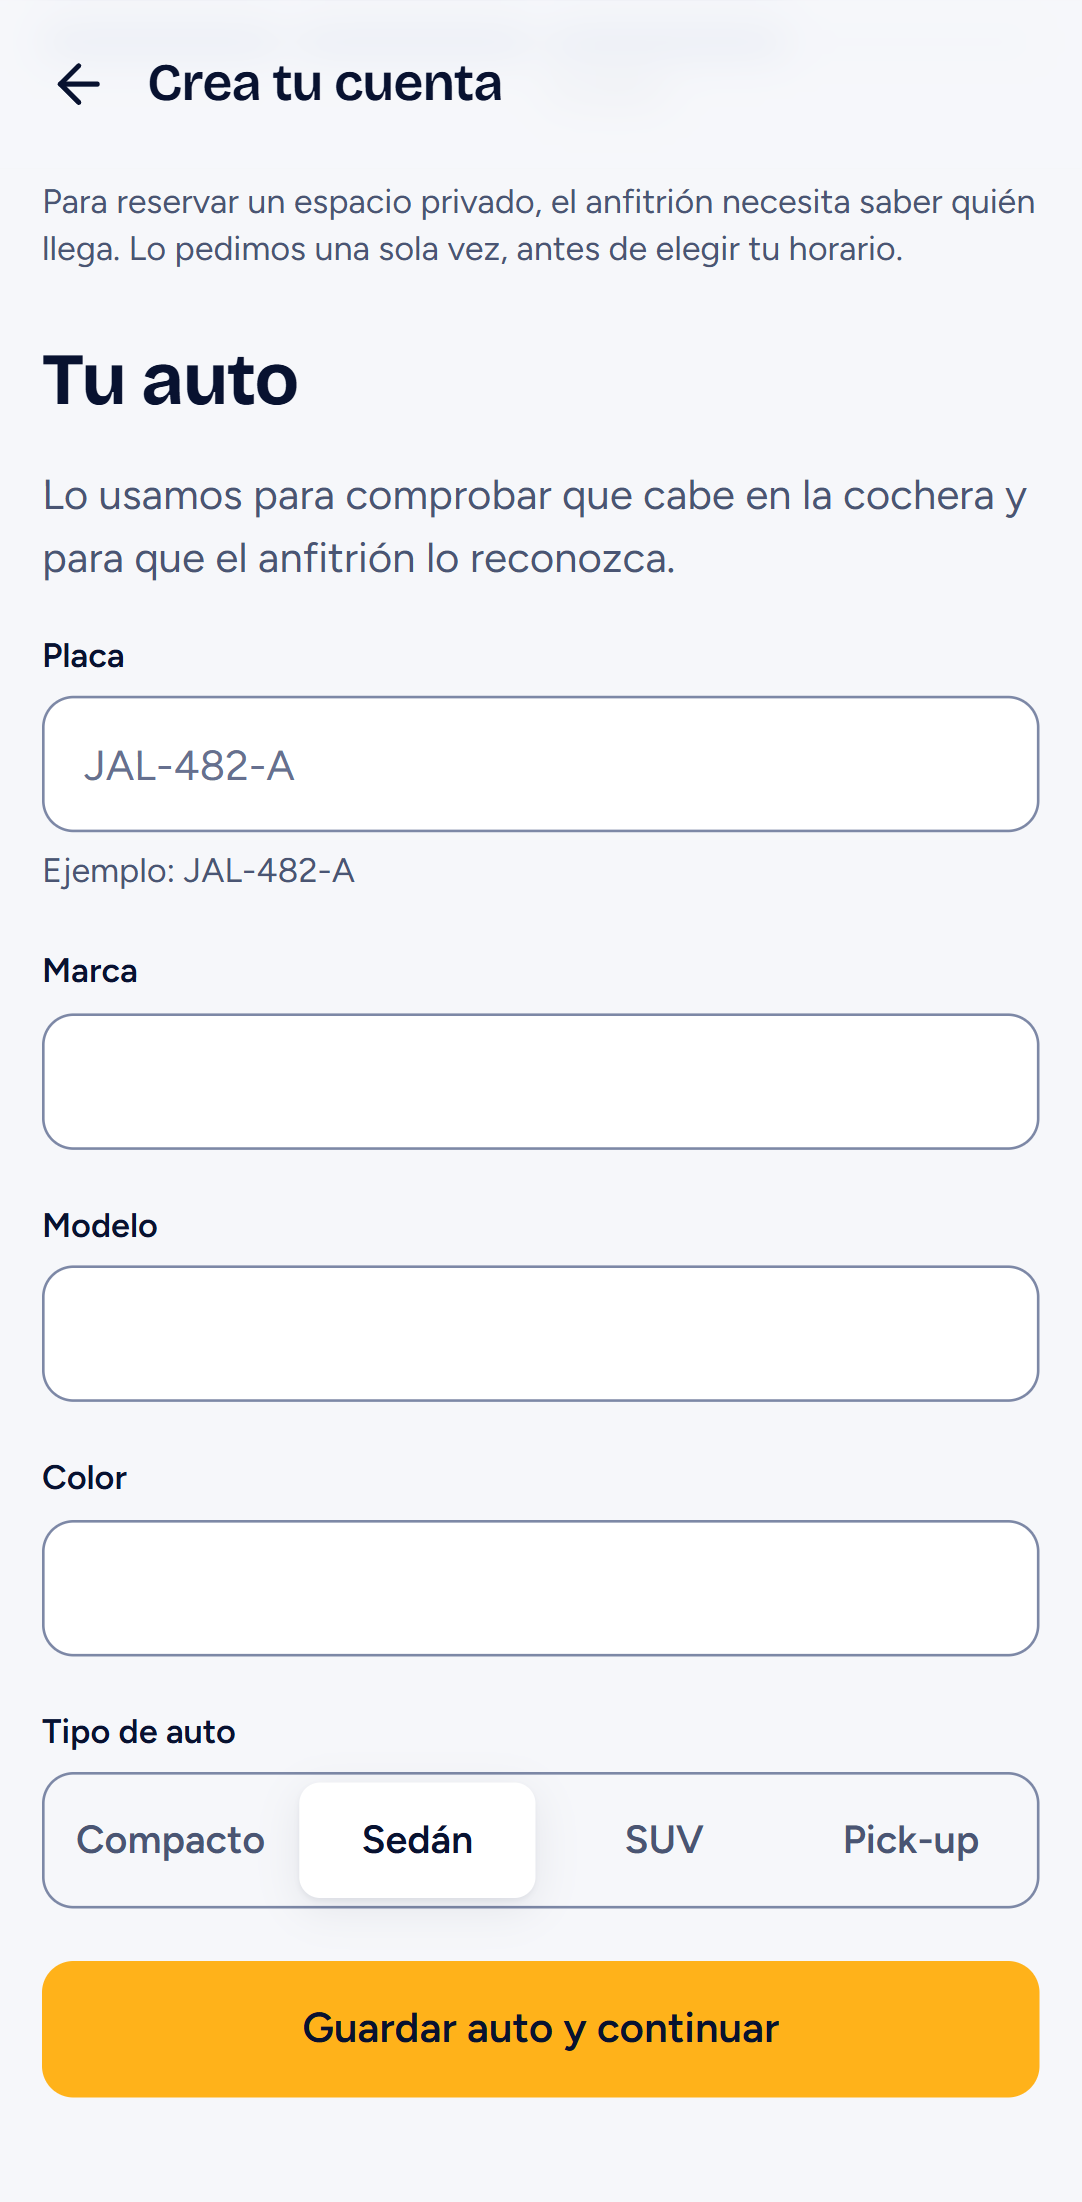 Crea tu cuenta
Para reservar un espacio privado, el anfitrión necesita saber quién
llega. Lo pedimos una sola vez, antes de elegir tu horario.
Tu auto
Lo usamos para comprobar que cabe en la cochera y
para que el anfitrión lo reconozca.
Placa
JAL-482-A
Ejemplo: JAL-482-A
Marca
Modelo
Color
Tipo de auto
Compacto Sedán SUV Pick-up
Guardar auto y continuar